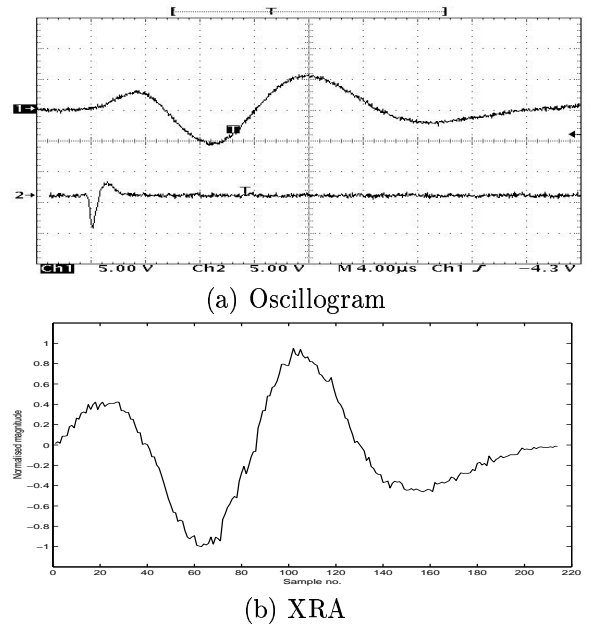 T
1
T
2
T
Ch1 5.00 V Ch2 5.00 V M 4.00µs Ch1 −4.3 V
(a) Oscillogram
Normalised magnitude
1
0.8
0.6
0.4
0.2
0
−0.2
−0.4
−0.6
−0.8
−1
0 20 40 60 80 100 120 140 160 180 200 220
Sample no.
(b) XRA